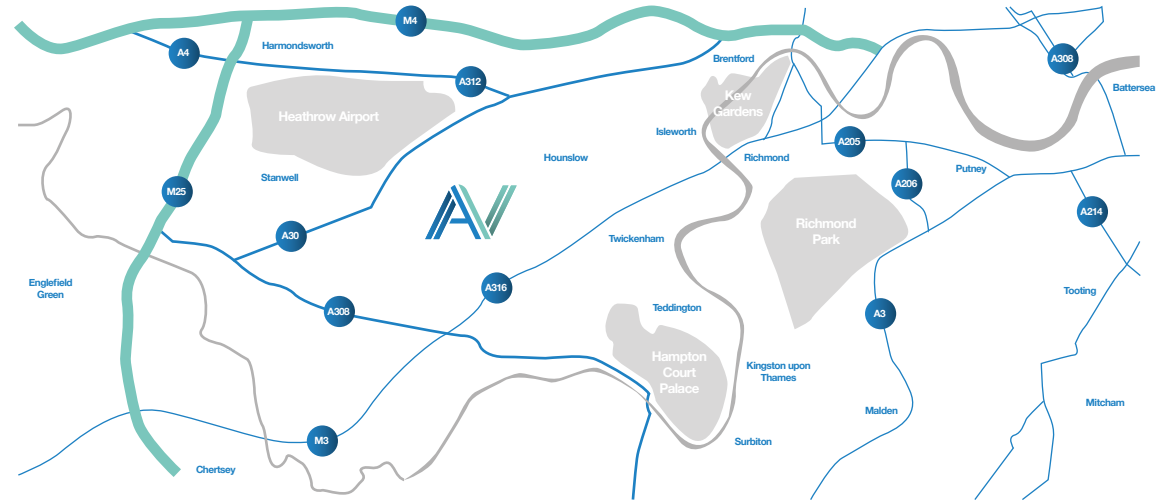 M4
A4
Harmondsworth
A312
Brentford
A308
Battersea
Heathrow Airport
Kew
Gardens
Isleworth
Hounslow
Richmond
A205
Putney
Stanwell
M25
A206
A214
AV
A30
Twickenham
Richmond
Park
Englefield
Green
A316
Tooting
A308
Teddington
A3
Hampton
Court
Palace
Kingston upon
Thames
Malden
Mitcham
M3
Surbiton
Chertsey